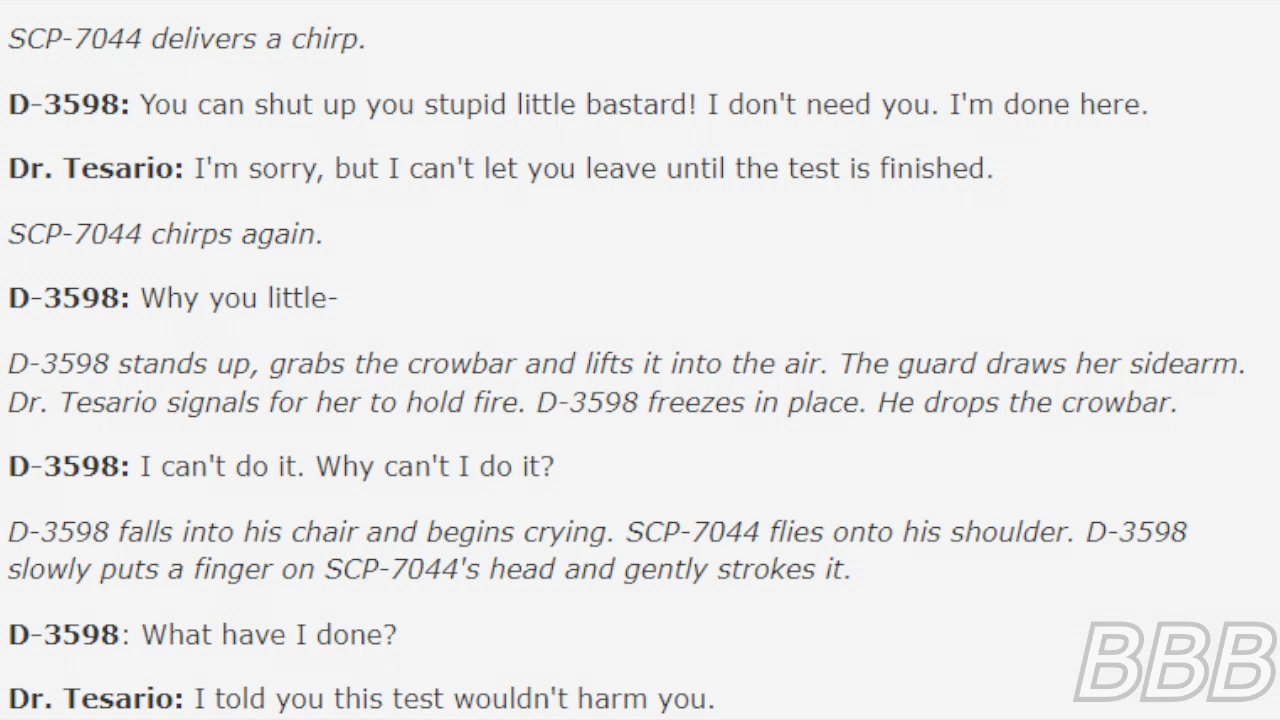 SCP-7044 delivers a chirp.
D-3598: You can shut up you stupid little bastard! I don't need you. I'm done here.
Dr. Tesario: I'm sorry, but I can't let you leave until the test is finished.
SCP-7044 chirps again.
D-3598: Why you little-
D-3598 stands up, grabs the crowbar and lifts it into the air. The guard draws her sidearm.
Dr. Tesario signals for her to hold fire. D-3598 freezes in place. He drops the crowbar.
D-3598: I can't do it. Why can't I do it?
D-3598 falls into his chair and begins crying. SCP-7044 flies onto his shoulder. D-3598
slowly puts a finger on SCP-7044's head and gently strokes it.
D-3598: What have I done?
Dr. Tesario: I told you this test wouldn't harm you.
BBB